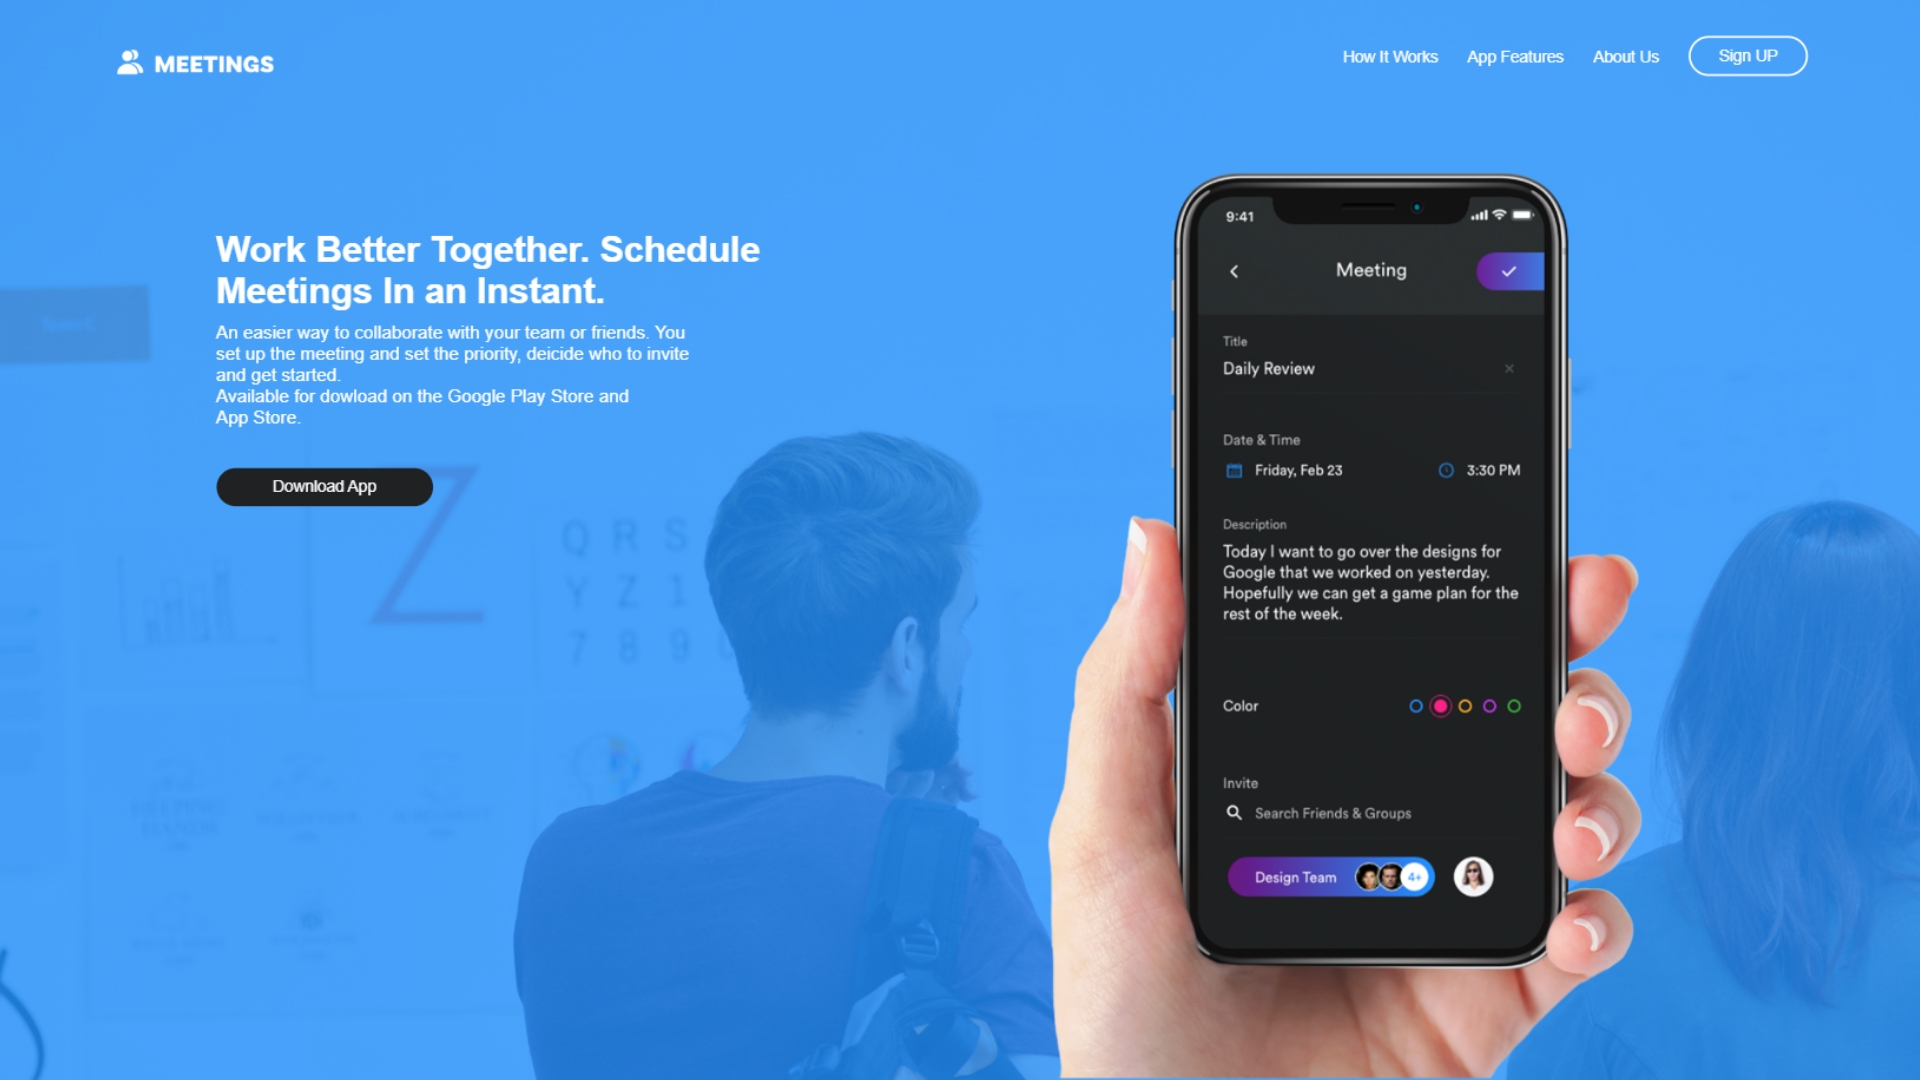 MEETINGS
How It Works
App Features
About Us
Sign UP
Work Better Together. Schedule
Meetings In an Instant.
An easier way to collaborate with your team or friends. You
set up the meeting and set the priority, deicide who to invite
and get started.
Available for dowload on the Google Play Store and
App Store.
Download App
Z
Q R S
Y Z 1
7 8 9
9:41
Meeting
Title
Daily Review
Date & Time
Friday, Feb 23
3:30 PM
Description
Today I want to go over the designs for
Google that we worked on yesterday.
Hopefully we can get a game plan for the
rest of the week.
Color
Invite
Search Friends & Groups
Design Team
4+